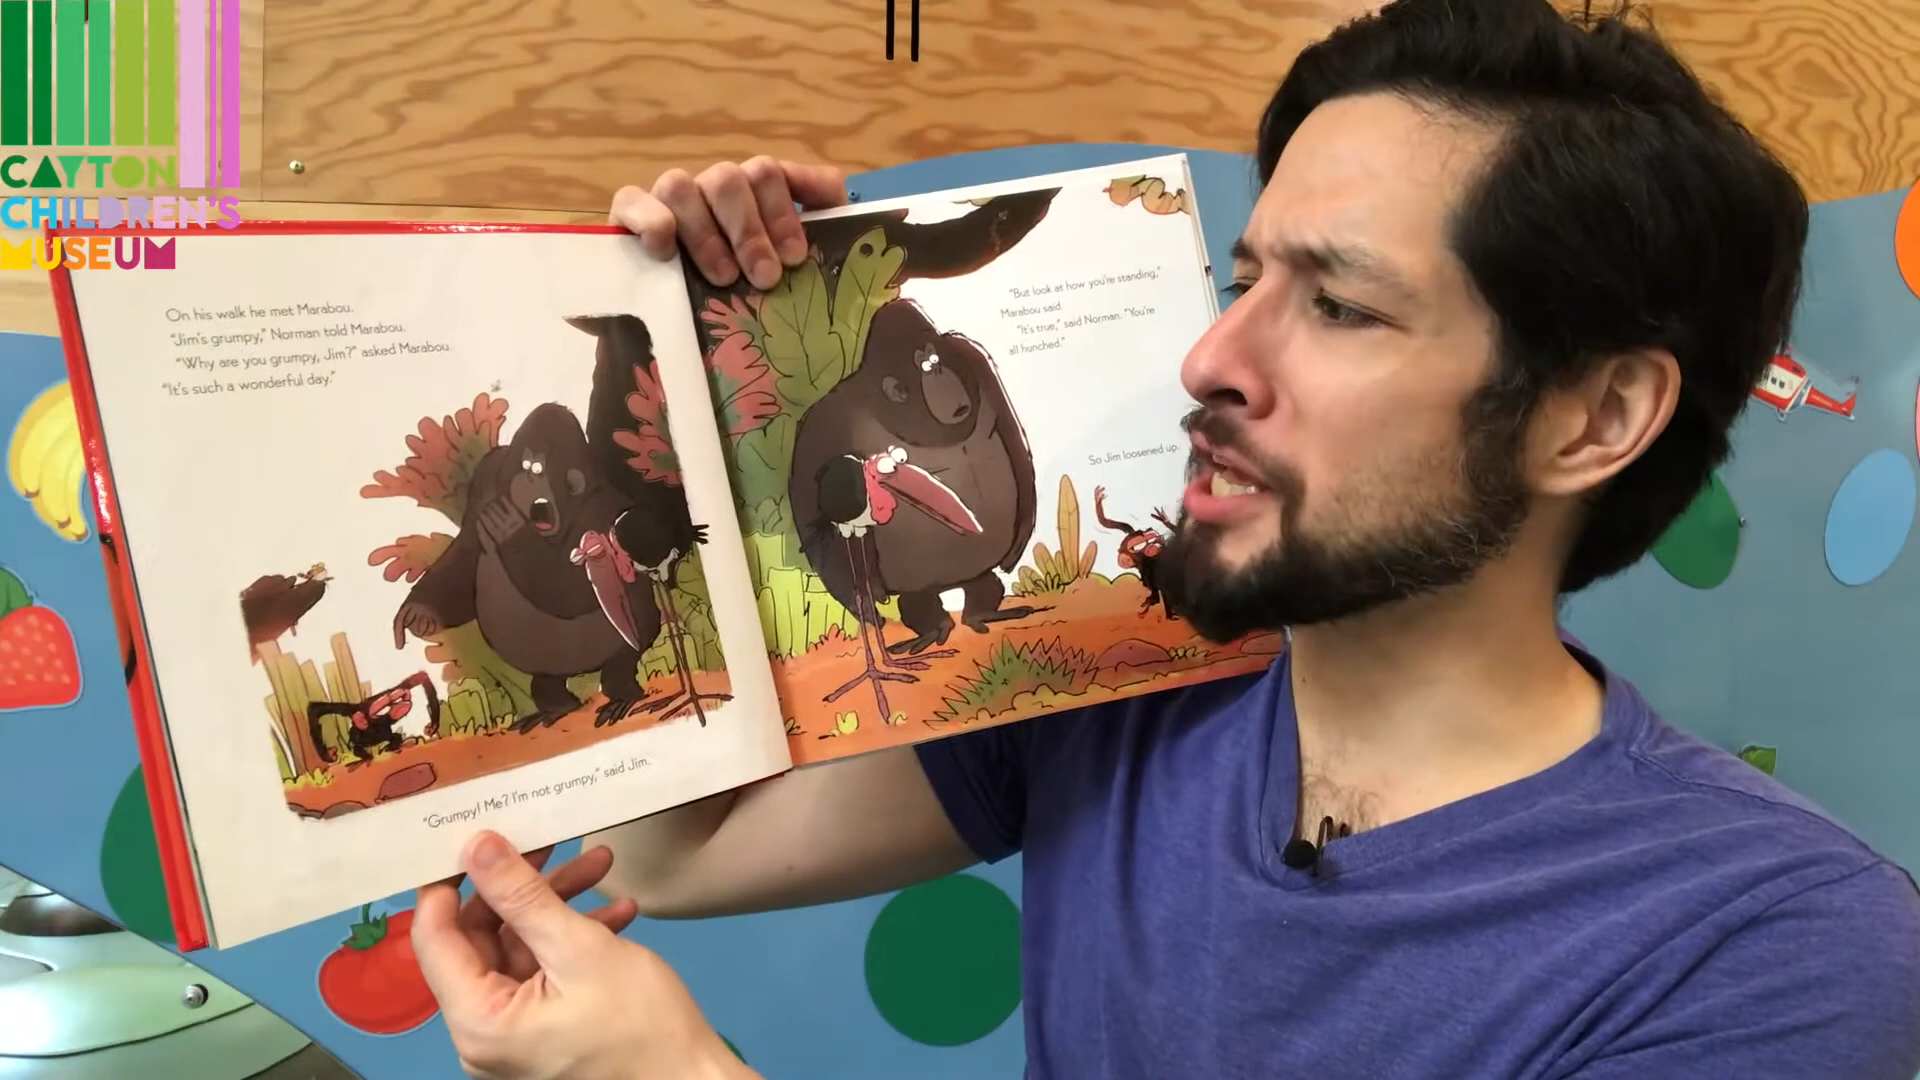 CAYTON
CHILDREN'S
MUSEUM
On his walk he met Marabou.
"Jim's grumpy," Norman told Marabou.
"Why are you grumpy, Jim?" asked Marabou.
"It's such a wonderful day."
"Grumpy! Me? I'm not grumpy," said Jim.
"But look at how you're standing,"
Marabou said.
"It's true," said Norman. "You're
all hunched."
So Jim loosened up.